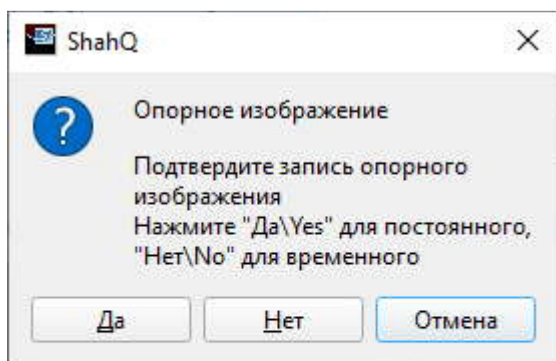 ShahQ
Опорное изображение
Подтвердите запись опорного
изображения
Нажмите "Да\Yes" для постоянного,
"Нет\No" для временного
Да
Нет
Отмена